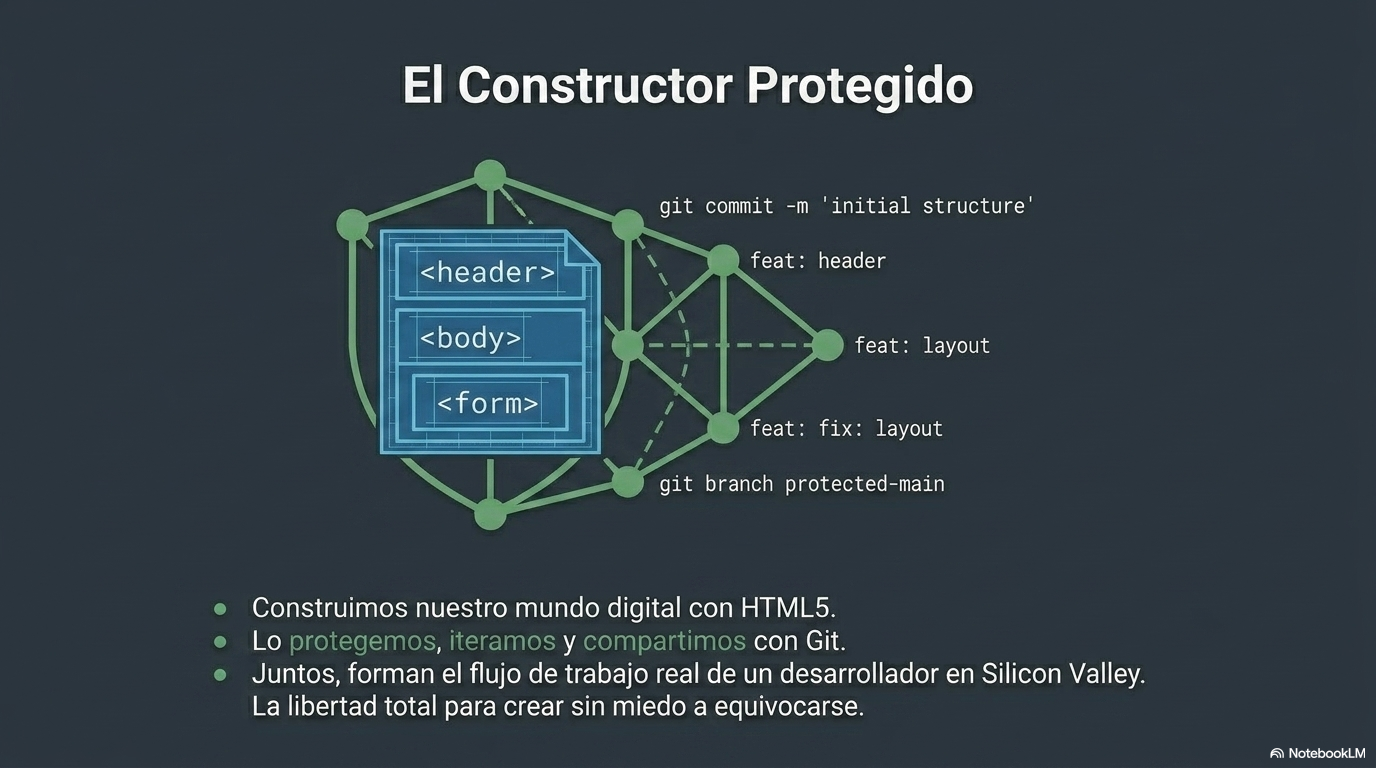 El Constructor Protegido
git commit -m 'initial structure'
feat: header
<header>
<body>
feat: layout
<form>
feat: fix: layout
git branch protected-main
Construimos nuestro mundo digital con HTML5.
Lo protegemos, iteramos y compartimos con Git.
Juntos, forman el flujo de trabajo real de un desarrollador en Silicon Valley.
La libertad total para crear sin miedo a equivocarse.
NotebookLM